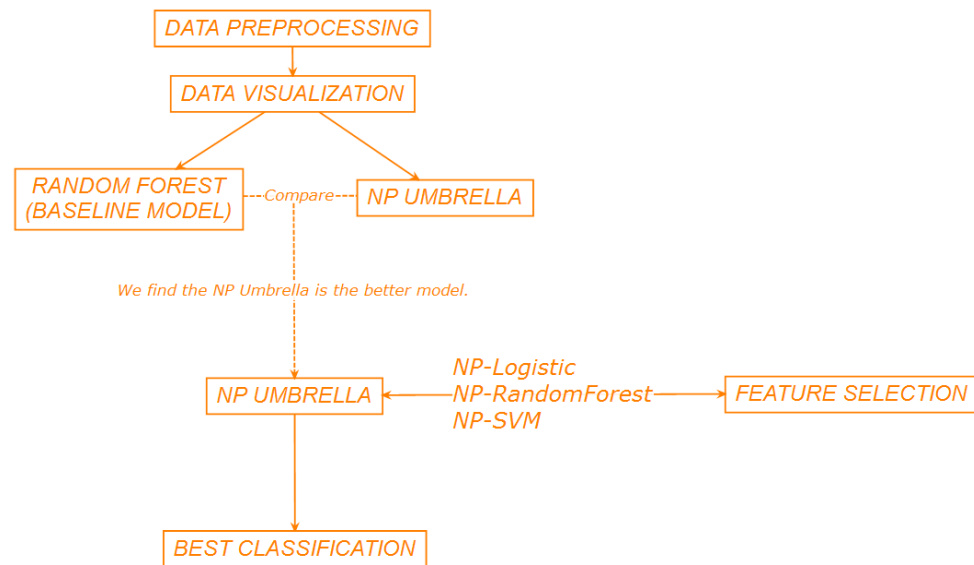 DATA PREPROCESSING
DATA VISUALIZATION
RANDOM FOREST
(BASELINE MODEL)
Compare
NP UMBRELLA
We find the NP Umbrella is the better model.
NP UMBRELLA
NP-Logistic
NP-RandomForest
NP-SVM
FEATURE SELECTION
BEST CLASSIFICATION